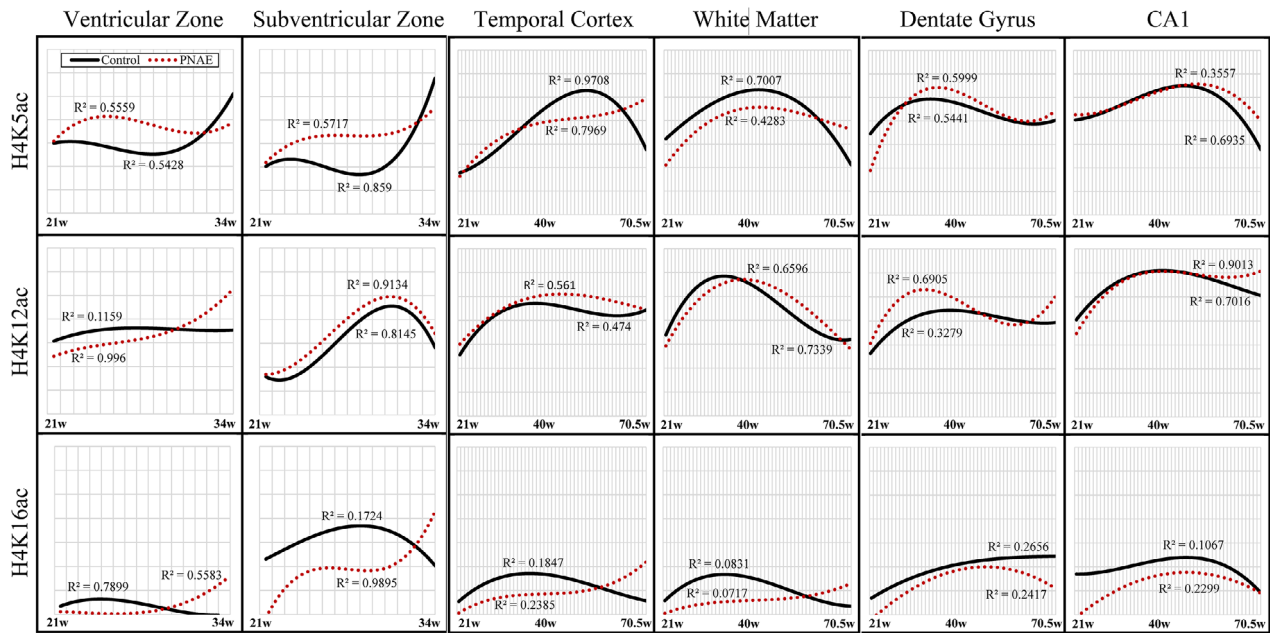 Ventricular Zone Subventricular Zone Temporal Cortex White Matter Dentate Gyrus CA1
H4K5ac
Control PNAE
R² = 0.5559
R² = 0.5428
21w 34w
R² = 0.5717
R² = 0.859
21w 34w
R² = 0.9708
R² = 0.7969
21w 40w 70.5w
R² = 0.7007
R² = 0.4283
21w 40w 70.5w
R² = 0.5999
R² = 0.5441
21w 40w 70.5w
R² = 0.3557
R² = 0.6935
21w 40w 70.5w
H4K12ac
R² = 0.1159
R² = 0.996
21w 34w
R² = 0.9134
R² = 0.8145
21w 34w
R² = 0.561
R² = 0.474
21w 40w 70.5w
R² = 0.6596
R² = 0.7339
21w 40w 70.5w
R² = 0.6905
R² = 0.3279
21w 40w 70.5w
R² = 0.9013
R² = 0.7016
21w 40w 70.5w
H4K16ac
R² = 0.7899
R² = 0.5583
21w 34w
R² = 0.1724
R² = 0.9895
21w 34w
R² = 0.1847
R² = 0.2385
21w 40w 70.5w
R² = 0.0831
R² = 0.0717
21w 40w 70.5w
R² = 0.2656
R² = 0.2417
21w 40w 70.5w
R² = 0.1067
R² = 0.2299
21w 40w 70.5w